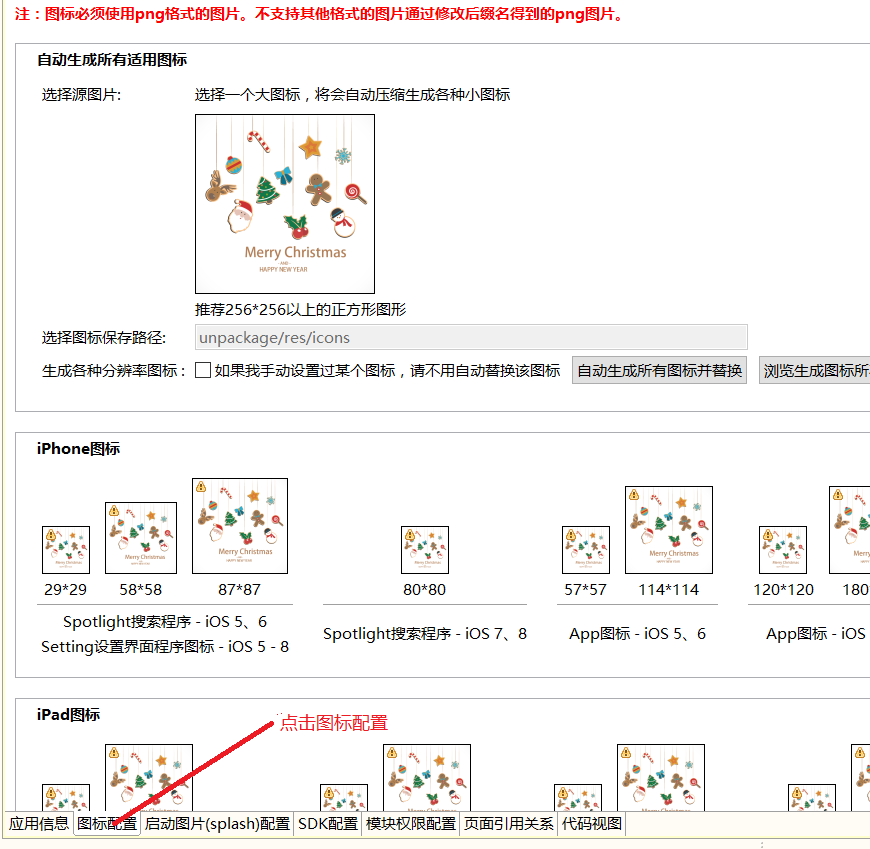 注：图标必须使用png格式的图片。不支持其他格式的图片通过修改后缀名得到的png图片。
自动生成所有适用图标
选择源图片:
选择一个大图标，将会自动压缩生成各种小图标
Merry Christmas
AND
HAPPY NEW YEAR
推荐256*256以上的正方形图形
选择图标保存路径:
unpackage/res/icons
生成各种分辨率图标：
如果我手动设置过某个图标，请不用自动替换该图标
自动生成所有图标并替换
浏览生成图标所
iPhone图标
Merry Christmas
Merry Christmas
Merry Christmas
29*29
58*58
87*87
80*80
57*57
114*114
120*120
180
Spotlight搜索程序 - iOS 5、6
Setting设置界面程序图标 - iOS 5 - 8
Spotlight搜索程序 - iOS 7、8
App图标 - iOS 5、6
App图标 - iOS
iPad图标
点击图标配置
应用信息
图标配置
启动图片(splash)配置
SDK配置
模块权限配置
页面引用关系
代码视图